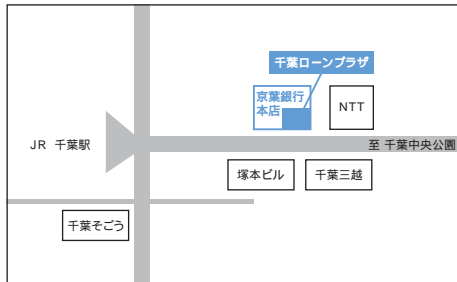 千葉ローンプラザ
京葉銀行
本店
NTT
JR 千葉駅
至 千葉中央公園
塚本ビル
千葉三越
千葉そごう